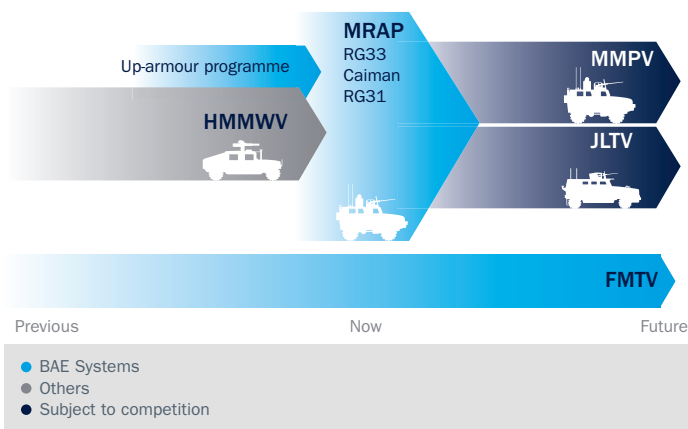 MRAP
RG33
Caiman
RG31
Up-armour programme
HMMWV
MMPV
JLTV
FMTV
Previous
Now
Future
BAE Systems
Others
Subject to competition